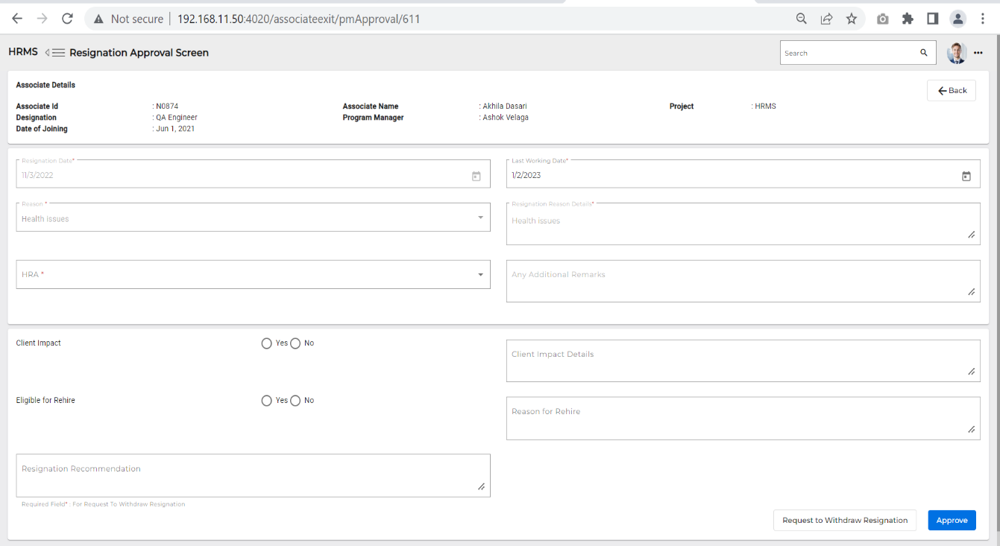 Not secure | 192.168.11.50:4020/associateexit/pmApproval/611
HRMS Resignation Approval Screen Search
Associate Details
Back
Associate Id : N0874 Associate Name : Akhila Dasari Project : HRMS
Designation : QA Engineer Program Manager : Ashok Velaga
Date of Joining : Jun 1, 2021
Resignation Date* Last Working Date*
11/3/2022 1/2/2023
Reason * Resignation Reason Details*
Health issues Health issues
HRA * Any Additional Remarks
Client Impact Yes No
Client Impact Details
Eligible for Rehire Yes No
Reason for Rehire
Resignation Recommendation
Required Field* : For Request To Withdraw Resignation
Request to Withdraw Resignation Approve